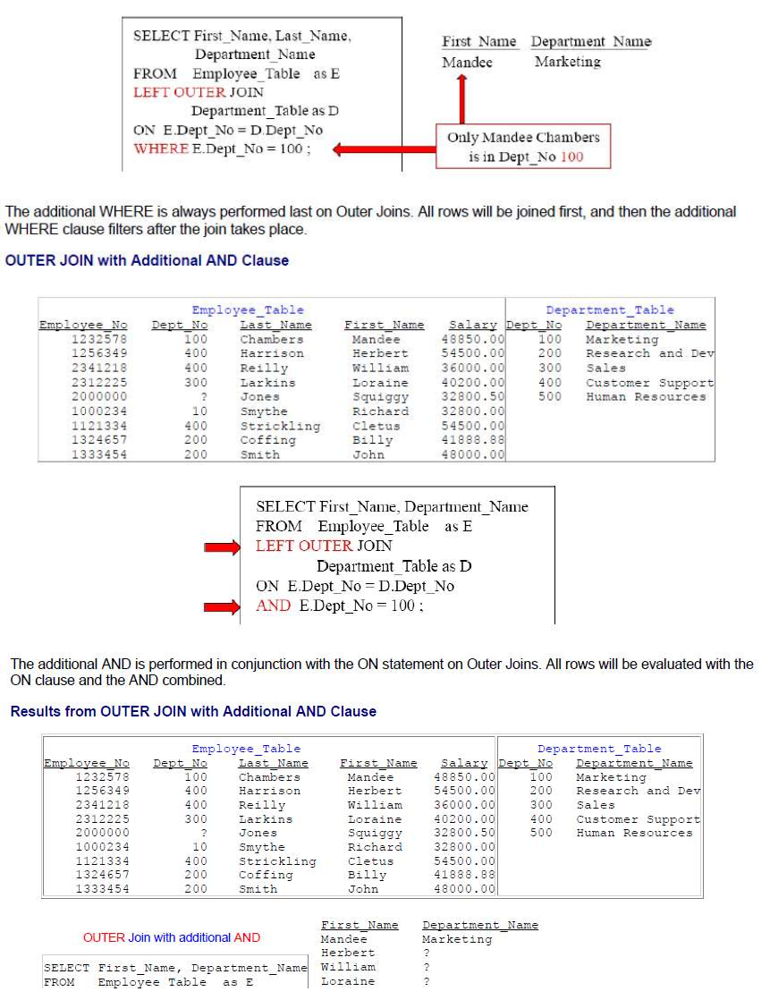 SELECT First_Name, Last_Name,
Department_Name
FROM Employee_Table as E
LEFT OUTER JOIN
Department_Table as D
ON E.Dept_No = D.Dept_No
WHERE E.Dept_No = 100 ;
First_Name Department_Name
Mandee Marketing
Only Mandee Chambers
is in Dept_No 100
The additional WHERE is always performed last on Outer Joins. All rows will be joined first, and then the additional
WHERE clause filters after the join takes place.
OUTER JOIN with Additional AND Clause
Employee_Table Department_Table
Employee_No Dept_No Last_Name First_Name Salary Dept_No Department_Name
1232578 100 Chambers Mandee 48850.00 100 Marketing
1256349 400 Harrison Herbert 54500.00 200 Research and Dev
2341218 400 Reilly William 36000.00 300 Sales
2312225 300 Larkins Loraine 40200.00 400 Customer Support
2000000 ? Jones Squiggy 32800.50 500 Human Resources
1000234 10 Smythe Richard 32800.00
1121334 400 Strickling Cletus 54500.00
1324657 200 Coffing Billy 41888.88
1333454 200 Smith John 48000.00
SELECT First_Name, Department_Name
FROM Employee_Table as E
LEFT OUTER JOIN
Department_Table as D
ON E.Dept_No = D.Dept_No
AND E.Dept_No = 100 ;
The additional AND is performed in conjunction with the ON statement on Outer Joins. All rows will be evaluated with the
ON clause and the AND combined.
Results from OUTER JOIN with Additional AND Clause
Employee_Table Department_Table
Employee_No Dept_No Last_Name First_Name Salary Dept_No Department_Name
1232578 100 Chambers Mandee 48850.00 100 Marketing
1256349 400 Harrison Herbert 54500.00 200 Research and Dev
2341218 400 Reilly William 36000.00 300 Sales
2312225 300 Larkins Loraine 40200.00 400 Customer Support
2000000 ? Jones Squiggy 32800.50 500 Human Resources
1000234 10 Smythe Richard 32800.00
1121334 400 Strickling Cletus 54500.00
1324657 200 Coffing Billy 41888.88
1333454 200 Smith John 48000.00
OUTER Join with additional AND
SELECT First_Name, Department_Name
FROM Employee Table as E
First_Name Department_Name
Mandee Marketing
Herbert ?
William ?
Loraine ?